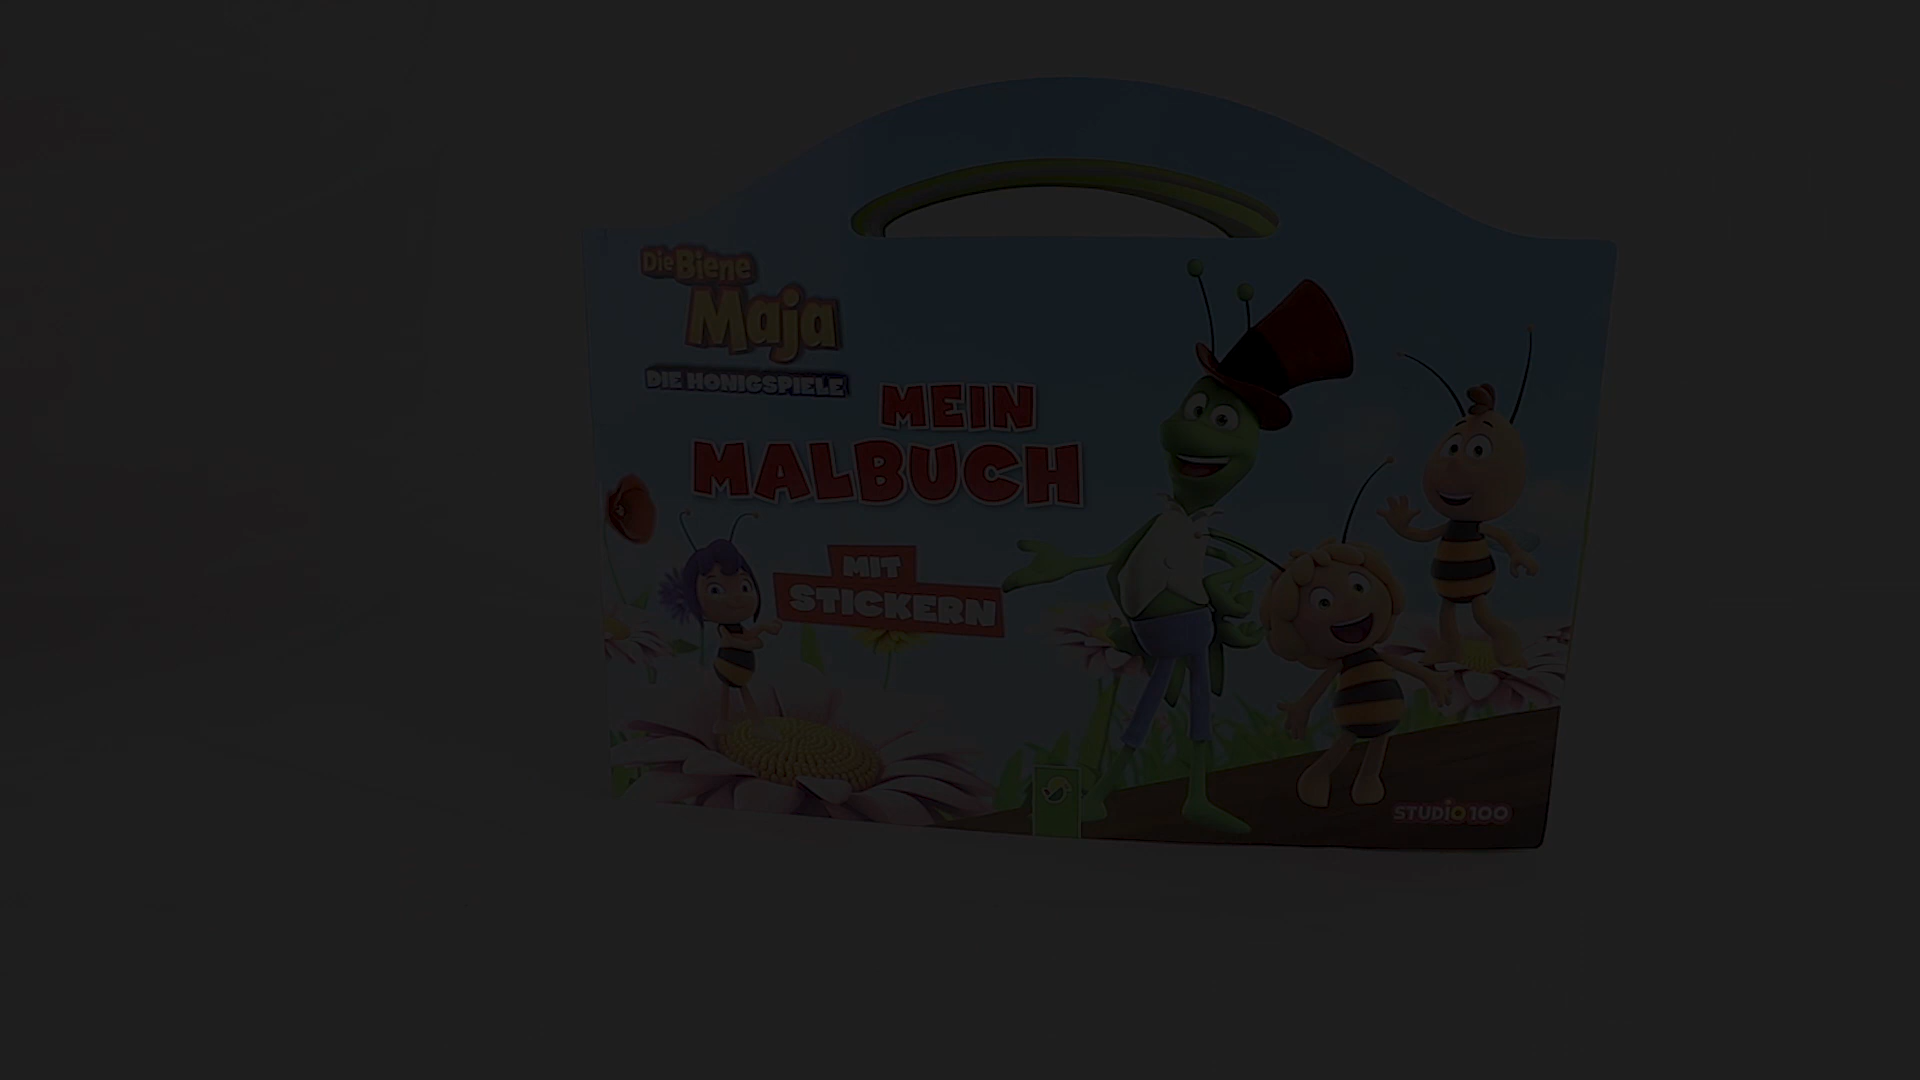 Die Biene
Maja
DIE HONIGSPIELE
MEIN
MALBUCH
MIT
STICKERN
STUDIO 100